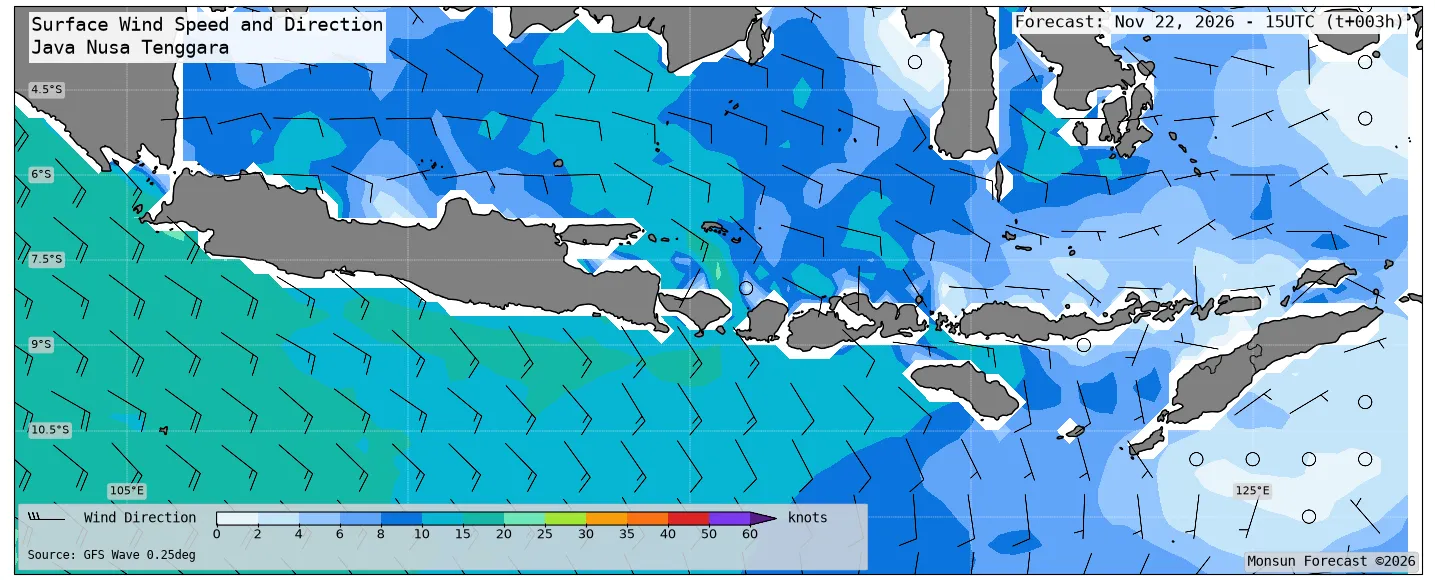 Surface Wind Speed and Direction
Java Nusa Tenggara
Forecast: Nov 22, 2026 - 15UTC (t+003h)
4.5°S
6°S
7.5°S
9°S
10.5°S
105°E
125°E
Wind Direction
0 2 4 6 8 10 15 20 25 30 35 40 50 60
knots
Source: GFS Wave 0.25deg
Monsun Forecast ©2026